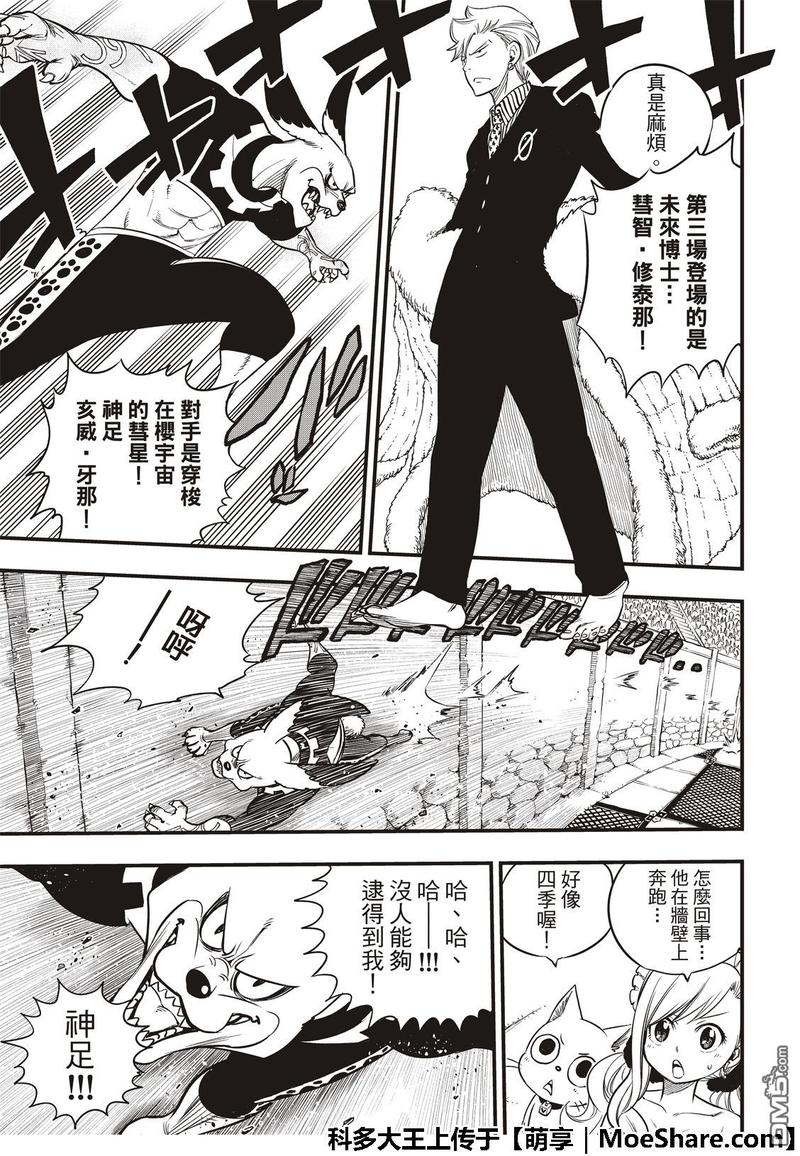 真是麻煩。
第三場登場的是
未來博士…
彗智·修泰那！
對手是穿梭
在櫻宇宙
的彗星！
神足
亥威·牙那！
呀呼
——！
怎麼回事…
他在牆壁上
奔跑…
好像
四季喔！
哈、哈、
哈——!!!
沒人能夠
逮得到我！
神足!!!
科多大王上传于【萌享】|MoeShare.com】